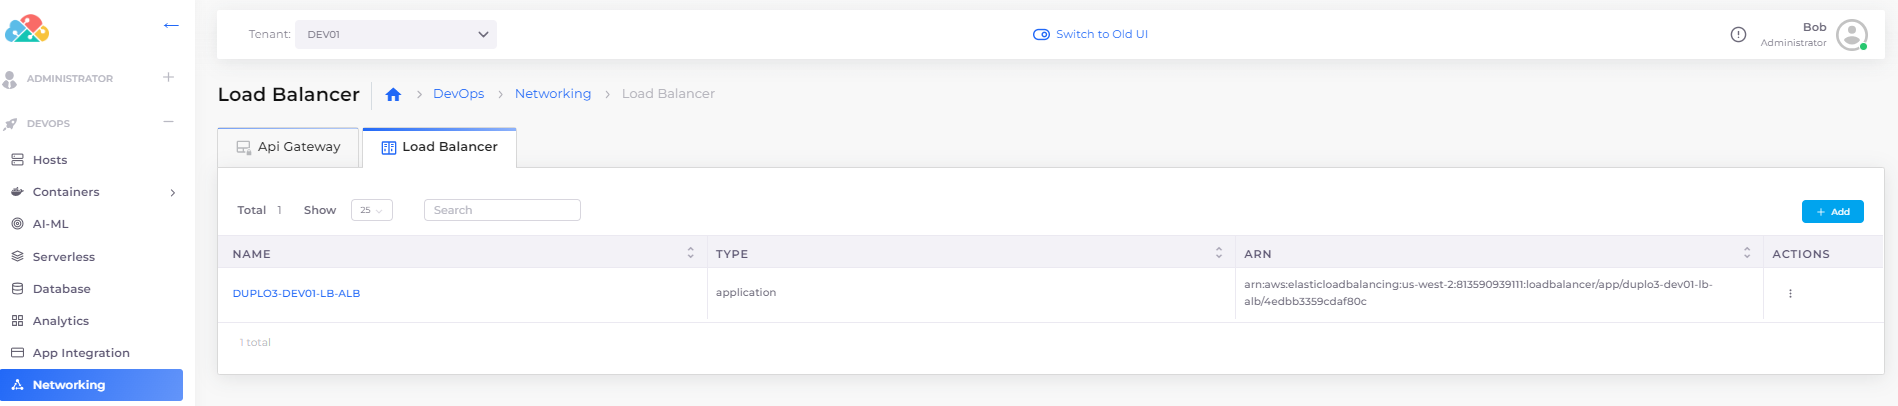 Tenant: DEV01
Switch to Old UI
Bob
Administrator
ADMINISTRATOR
DEVOPS
Hosts
Containers
AI-ML
Serverless
Database
Analytics
App Integration
Networking
Load Balancer
DevOps
Networking
Load Balancer
Api Gateway
Load Balancer
Total 1 Show 25 Search
Add
NAME TYPE ARN ACTIONS
DUPLO3-DEV01-LB-ALB application
arn:aws:elasticloadbalancing:us-west-2:813590939111:loadbalancer/app/duplo3-dev01-lb-
alb/4edbb3359cdaf80c
1 total